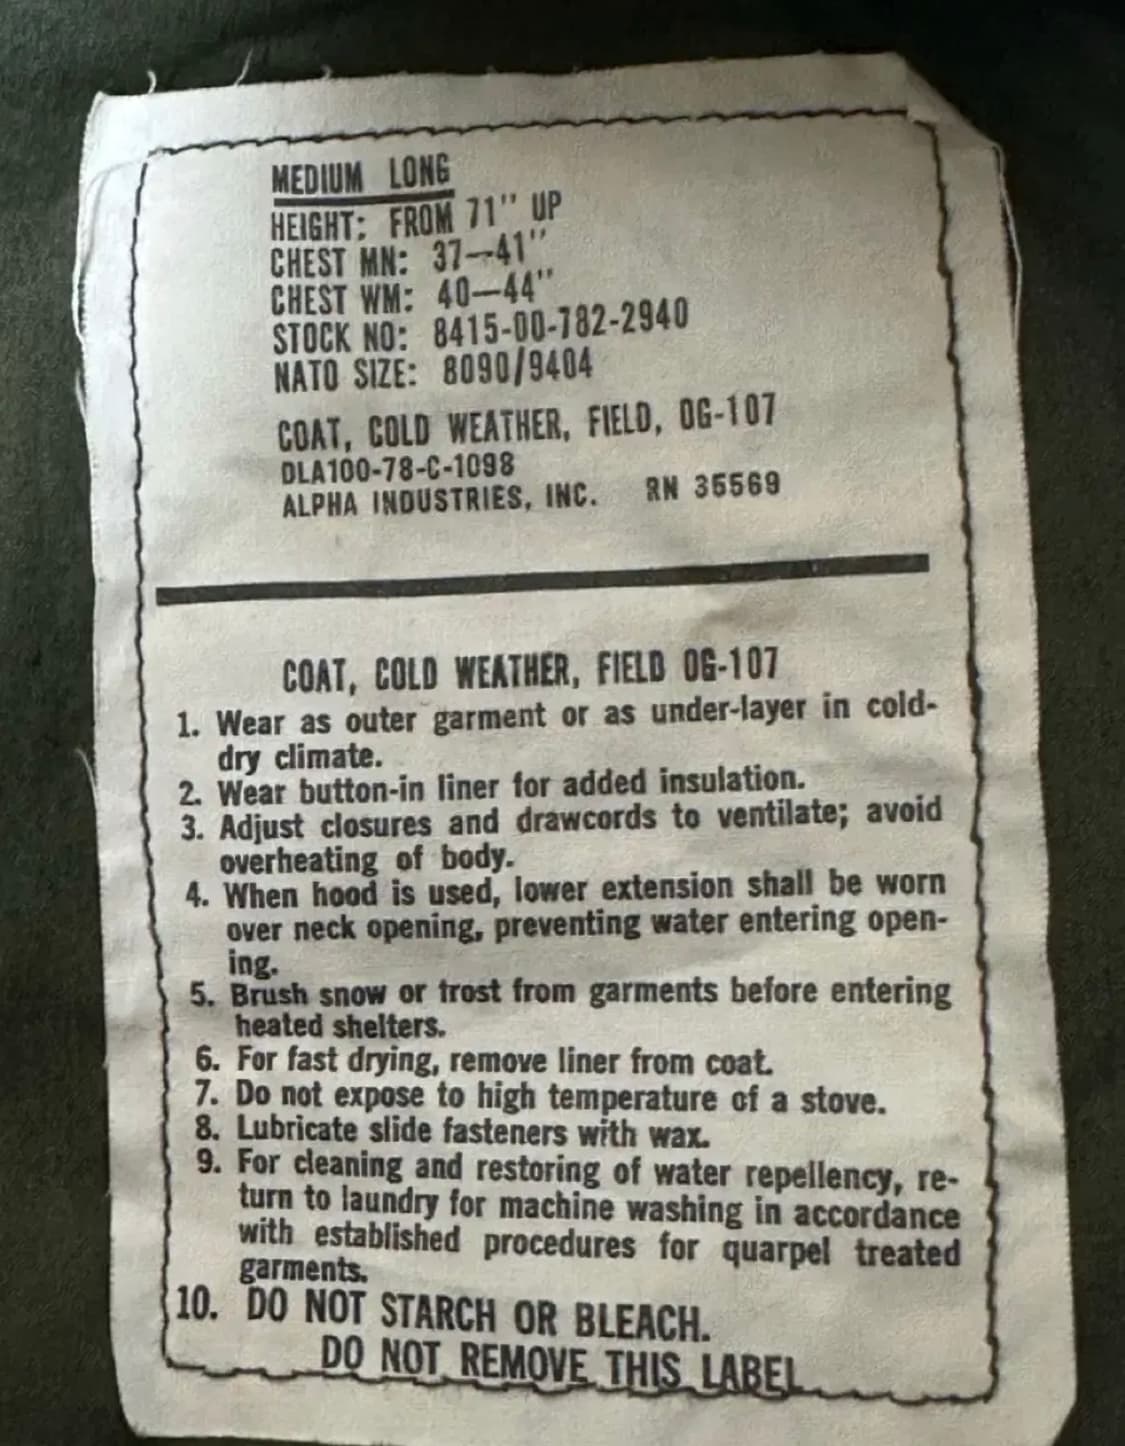 MEDIUM LONG
HEIGHT: FROM 71" UP
CHEST MN: 37—41"
CHEST WM: 40—44"
STOCK NO: 8415-00-782-2940
NATO SIZE: 8090/9404
COAT, COLD WEATHER, FIELD, OG-107
DLA100-78-C-1098
ALPHA INDUSTRIES, INC. RN 35569
COAT, COLD WEATHER, FIELD OG-107
1. Wear as outer garment or as under-layer in cold-
dry climate.
2. Wear button-in liner for added insulation.
3. Adjust closures and drawcords to ventilate; avoid
overheating of body.
4. When hood is used, lower extension shall be worn
over neck opening, preventing water entering open-
ing.
5. Brush snow or frost from garments before entering
heated shelters.
6. For fast drying, remove liner from coat.
7. Do not expose to high temperature of a stove.
8. Lubricate slide fasteners with wax.
9. For cleaning and restoring of water repellency, re-
turn to laundry for machine washing in accordance
with established procedures for quarpel treated
garments.
10. DO NOT STARCH OR BLEACH.
DO NOT REMOVE THIS LABEL